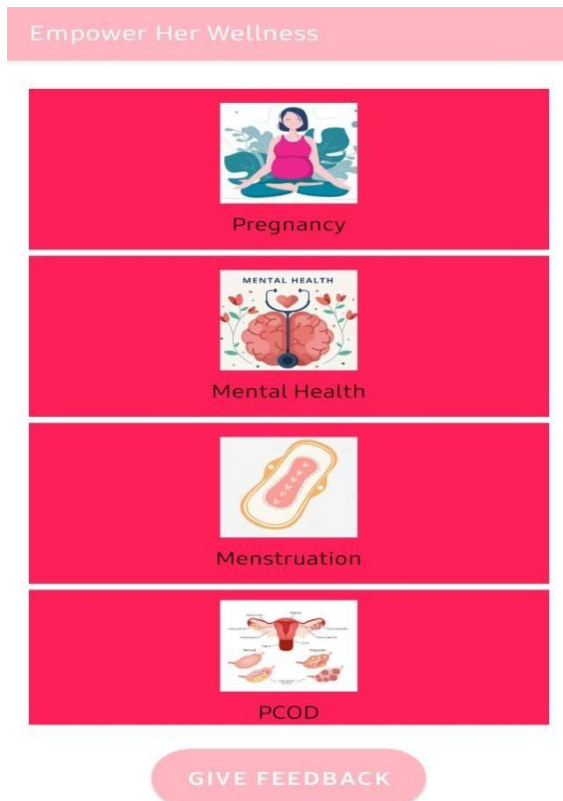 Empower Her Wellness
Pregnancy
MENTAL HEALTH
Mental Health
Menstruation
PCOD
GIVE FEEDBACK